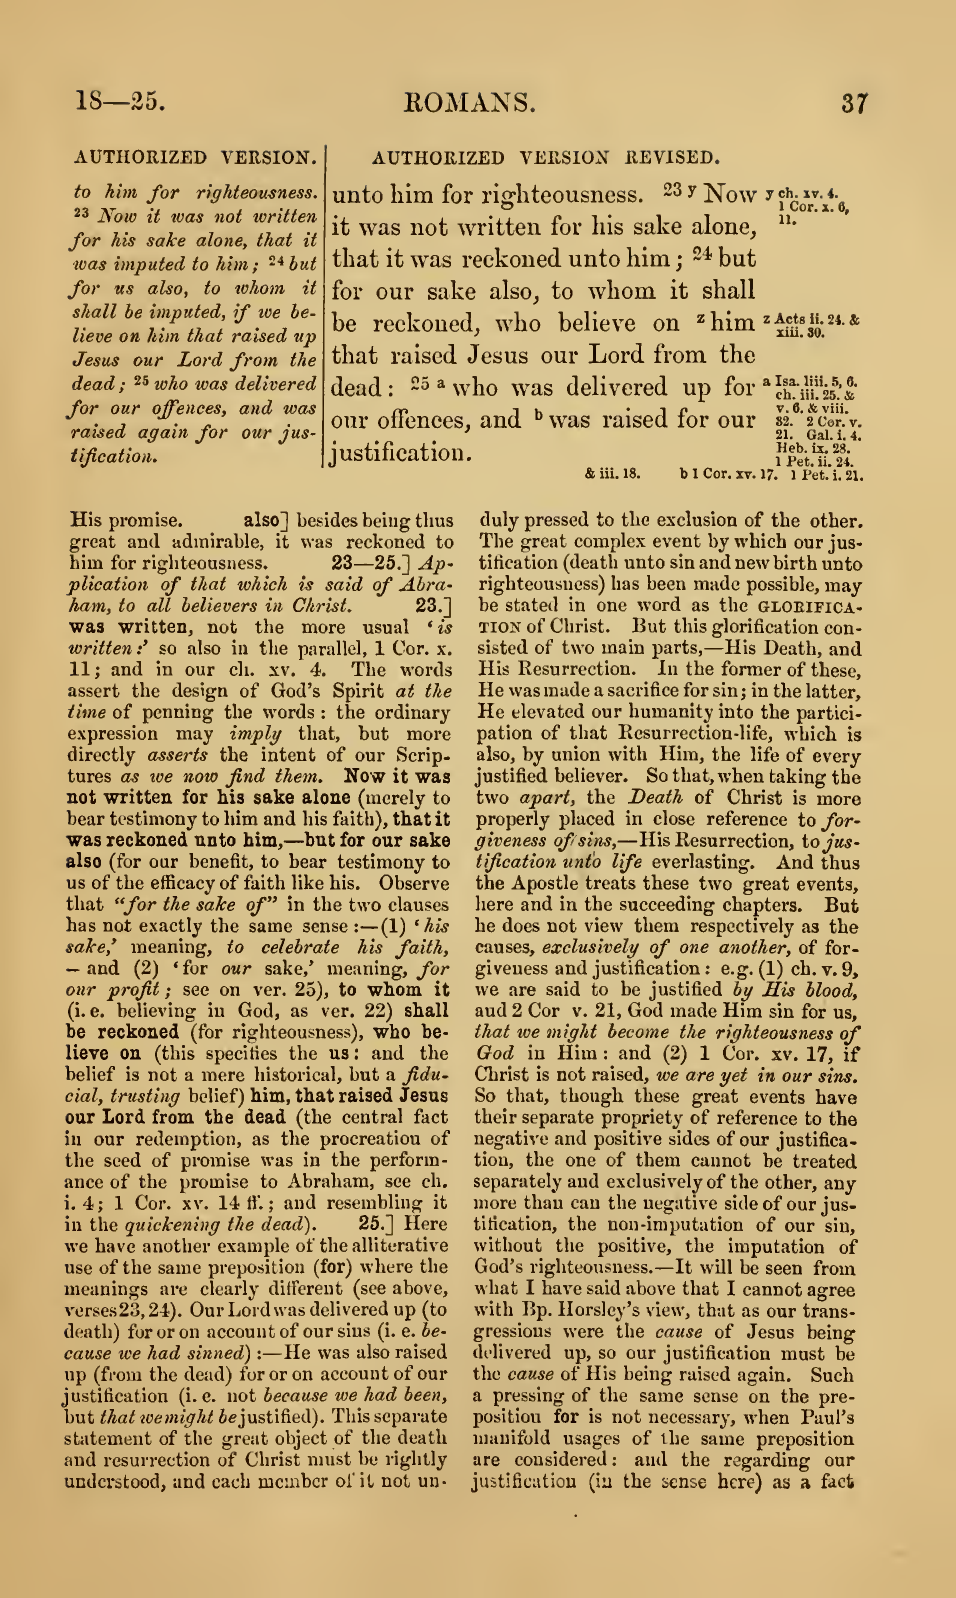 18—25. ROMANS. 37
AUTHORIZED VERSION.
to him for righteousness.
23 Now it was not written
for his sake alone, that it
was imputed to him; 24 but
for us also, to whom it
shall be imputed, if we be-
lieve on him that raised up
Jesus our Lord from the
dead; 25 who was delivered
for our offences, and was
raised again for our jus-
tification.
AUTHORIZED VERSION REVISED.
unto him for righteousness. 23 y Now
it was not written for his sake alone,
that it was reckoned unto him; 24 but
for our sake also, to whom it shall
be reckoned, who believe on z him
that raised Jesus our Lord from the
dead: 25 a who was delivered up for
our offences, and b was raised for our
justification.
y ch. xv. 4.
1 Cor. x. 6,
11.
z Acts ii. 24. &
xiii. 30.
a Isa. liii. 5, 6.
ch. iii. 25. &
v. 6. & viii.
32. 2 Cor. v.
21. Gal. i. 4.
Heb. ix. 28.
1 Pet. ii. 24.
& iii. 18. b 1 Cor. xv. 17. 1 Pet. i. 21.
His promise. also] besides being thus
great and admirable, it was reckoned to
him for righteousness. 23—25.] Ap-
plication of that which is said of Abra-
ham, to all believers in Christ. 23.]
was written, not the more usual ‘is
written:’ so also in the parallel, 1 Cor. x.
11; and in our ch. xv. 4. The words
assert the design of God's Spirit at the
time of penning the words: the ordinary
expression may imply that, but more
directly asserts the intent of our Scrip-
tures as we now find them. Now it was
not written for his sake alone (merely to
bear testimony to him and his faith), that it
was reckoned unto him,—but for our sake
also (for our benefit, to bear testimony to
us of the efficacy of faith like his. Observe
that “for the sake of” in the two clauses
has not exactly the same sense:—(1) ‘his
sake,’ meaning, to celebrate his faith,
— and (2) ‘for our sake,’ meaning, for
our profit; see on ver. 25), to whom it
(i. e. believing in God, as ver. 22) shall
be reckoned (for righteousness), who be-
lieve on (this specifies the us: and the
belief is not a mere historical, but a fidu-
cial, trusting belief) him, that raised Jesus
our Lord from the dead (the central fact
in our redemption, as the procreation of
the seed of promise was in the perform-
ance of the promise to Abraham, see ch.
i. 4; 1 Cor. xv. 14 ff.; and resembling it
in the quickening the dead). 25.] Here
we have another example of the alliterative
use of the same preposition (for) where the
meanings are clearly different (see above,
verses 23, 24). Our Lord was delivered up (to
death) for or on account of our sins (i. e. be-
cause we had sinned):—He was also raised
up (from the dead) for or on account of our
justification (i. e. not because we had been,
but that we might be justified). This separate
statement of the great object of the death
and resurrection of Christ must be rightly
understood, and each member of it not un-
duly pressed to the exclusion of the other.
The great complex event by which our jus-
tification (death unto sin and new birth unto
righteousness) has been made possible, may
be stated in one word as the GLORIFICA-
TION of Christ. But this glorification con-
sisted of two main parts,—His Death, and
His Resurrection. In the former of these,
He was made a sacrifice for sin; in the latter,
He elevated our humanity into the partici-
pation of that Resurrection-life, which is
also, by union with Him, the life of every
justified believer. So that, when taking the
two apart, the Death of Christ is more
properly placed in close reference to for-
giveness of sins,—His Resurrection, to jus-
tification unto life everlasting. And thus
the Apostle treats these two great events,
here and in the succeeding chapters. But
he does not view them respectively as the
causes, exclusively of one another, of for-
giveness and justification: e.g. (1) ch. v. 9,
we are said to be justified by His blood,
aud 2 Cor v. 21, God made Him sin for us,
that we might become the righteousness of
God in Him: and (2) 1 Cor. xv. 17, if
Christ is not raised, we are yet in our sins.
So that, though these great events have
their separate propriety of reference to the
negative and positive sides of our justifica-
tion, the one of them cannot be treated
separately and exclusively of the other, any
more than can the negative side of our jus-
tification, the non-imputation of our sin,
without the positive, the imputation of
God's righteousness.—It will be seen from
what I have said above that I cannot agree
with Bp. Horsley's view, that as our trans-
gressions were the cause of Jesus being
delivered up, so our justification must be
the cause of His being raised again. Such
a pressing of the same sense on the pre-
position for is not necessary, when Paul's
manifold usages of the same preposition
are considered: and the regarding our
justification (in the sense here) as a fact